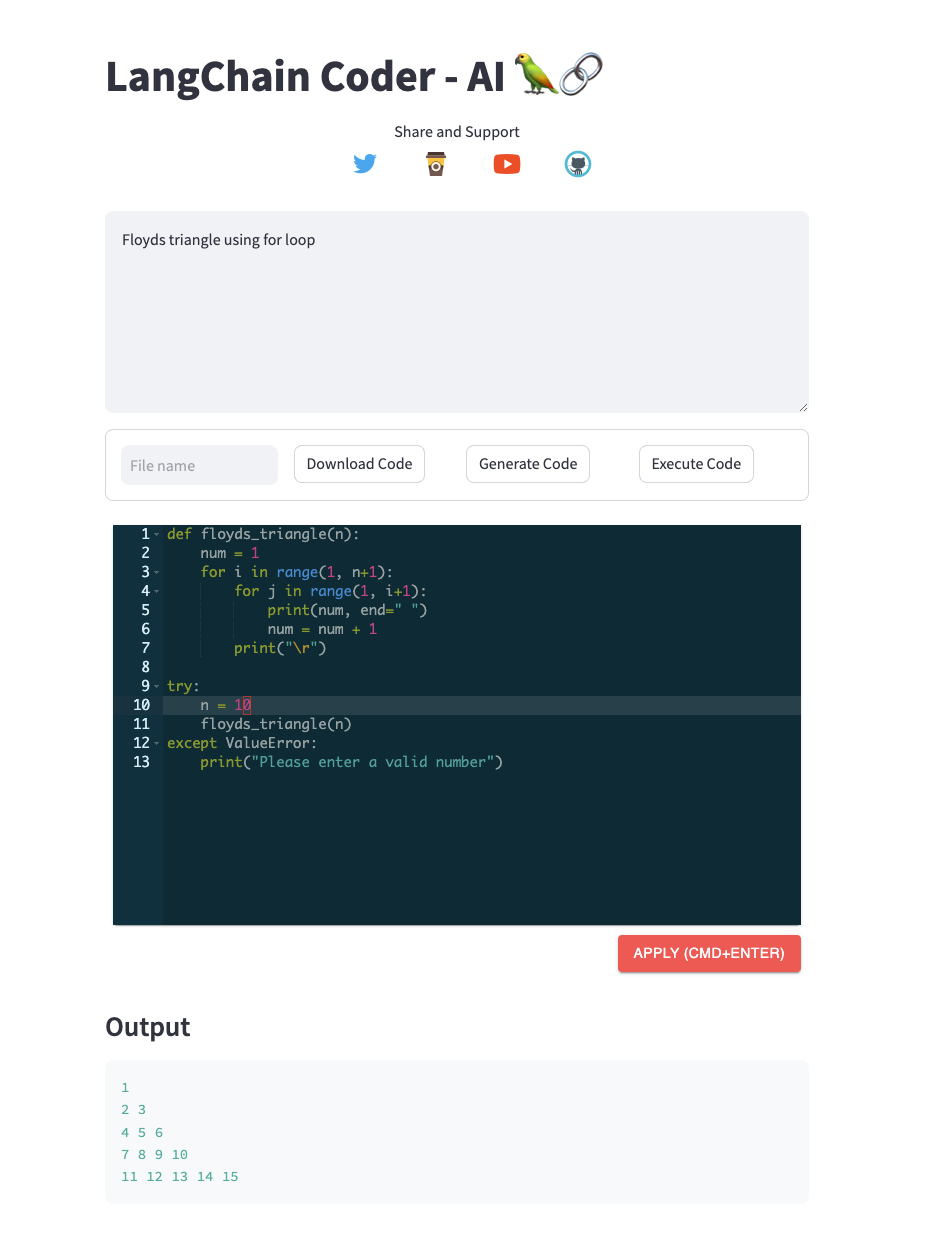 LangChain Coder - AI 🦜🔗
Share and Support
Floyds triangle using for loop
File name
Download Code
Generate Code
Execute Code
1 def floyds_triangle(n):
2     num = 1
3     for i in range(1, n+1):
4         for j in range(1, i+1):
5             print(num, end=" ")
6             num = num + 1
7         print("\r")
8
9 try:
10     n = 10
11     floyds_triangle(n)
12 except ValueError:
13     print("Please enter a valid number")
APPLY (CMD+ENTER)
Output
1
2 3
4 5 6
7 8 9 10
11 12 13 14 15